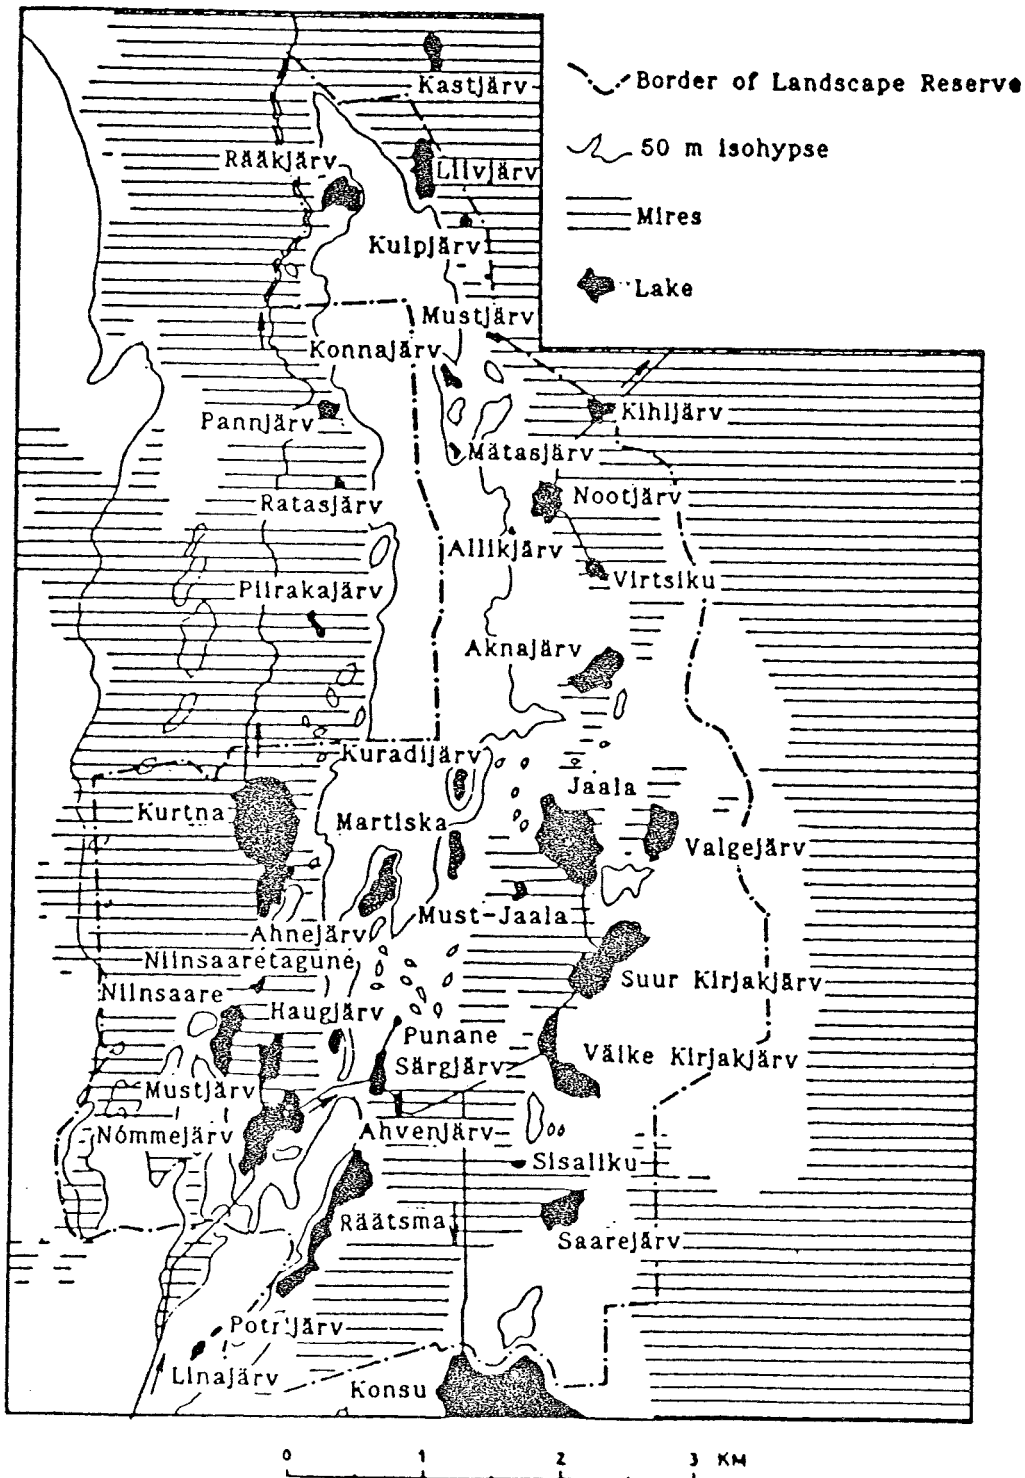 Kastjärv
Border of Landscape Reserve
50 m isohypse
Rääkjärv
Liivjärv
Mires
Kulpjärv
Lake
Mustjärv
Konnajärv
Pannjärv
Kihljärv
Mätasjärv
Ratasjärv
Nootjärv
Allikjärv
Virtsiku
Piirakajärv
Aknajärv
Kuradijärv
Jaala
Kurtna
Martiska
Valgejärv
Must-Jaala
Ahnejärv
Niinsaaretagune
Suur Kirjakjärv
Niinsaare
Haugjärv
Punane
Väike Kirjakjärv
Särgjärv
Mustjärv
Nõmmejärv
Ahvenjärv
Sisaliku
Räätsma
Saarejärv
Potrijärv
Linajärv
Konsu
0 1 2 3 KM